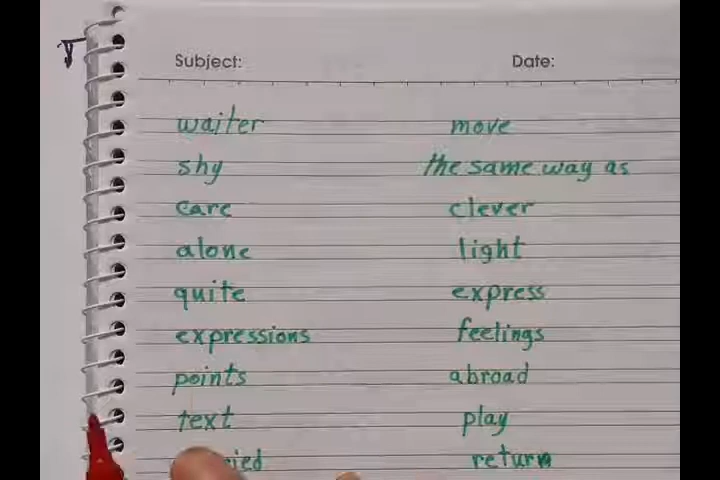 Subject: Date:
waiter move
shy the same way as
care clever
alone light
quite express
expressions feelings
points abroad
text play
return